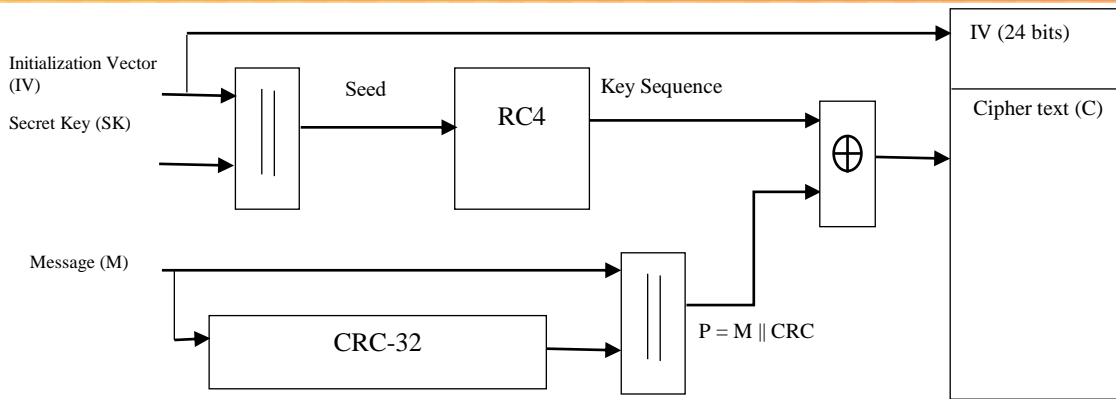 IV (24 bits)
Initialization Vector
(IV)
Seed
Key Sequence
RC4
Cipher text (C)
Secret Key (SK)
||
⊕
Message (M)
||
P = M || CRC
CRC-32